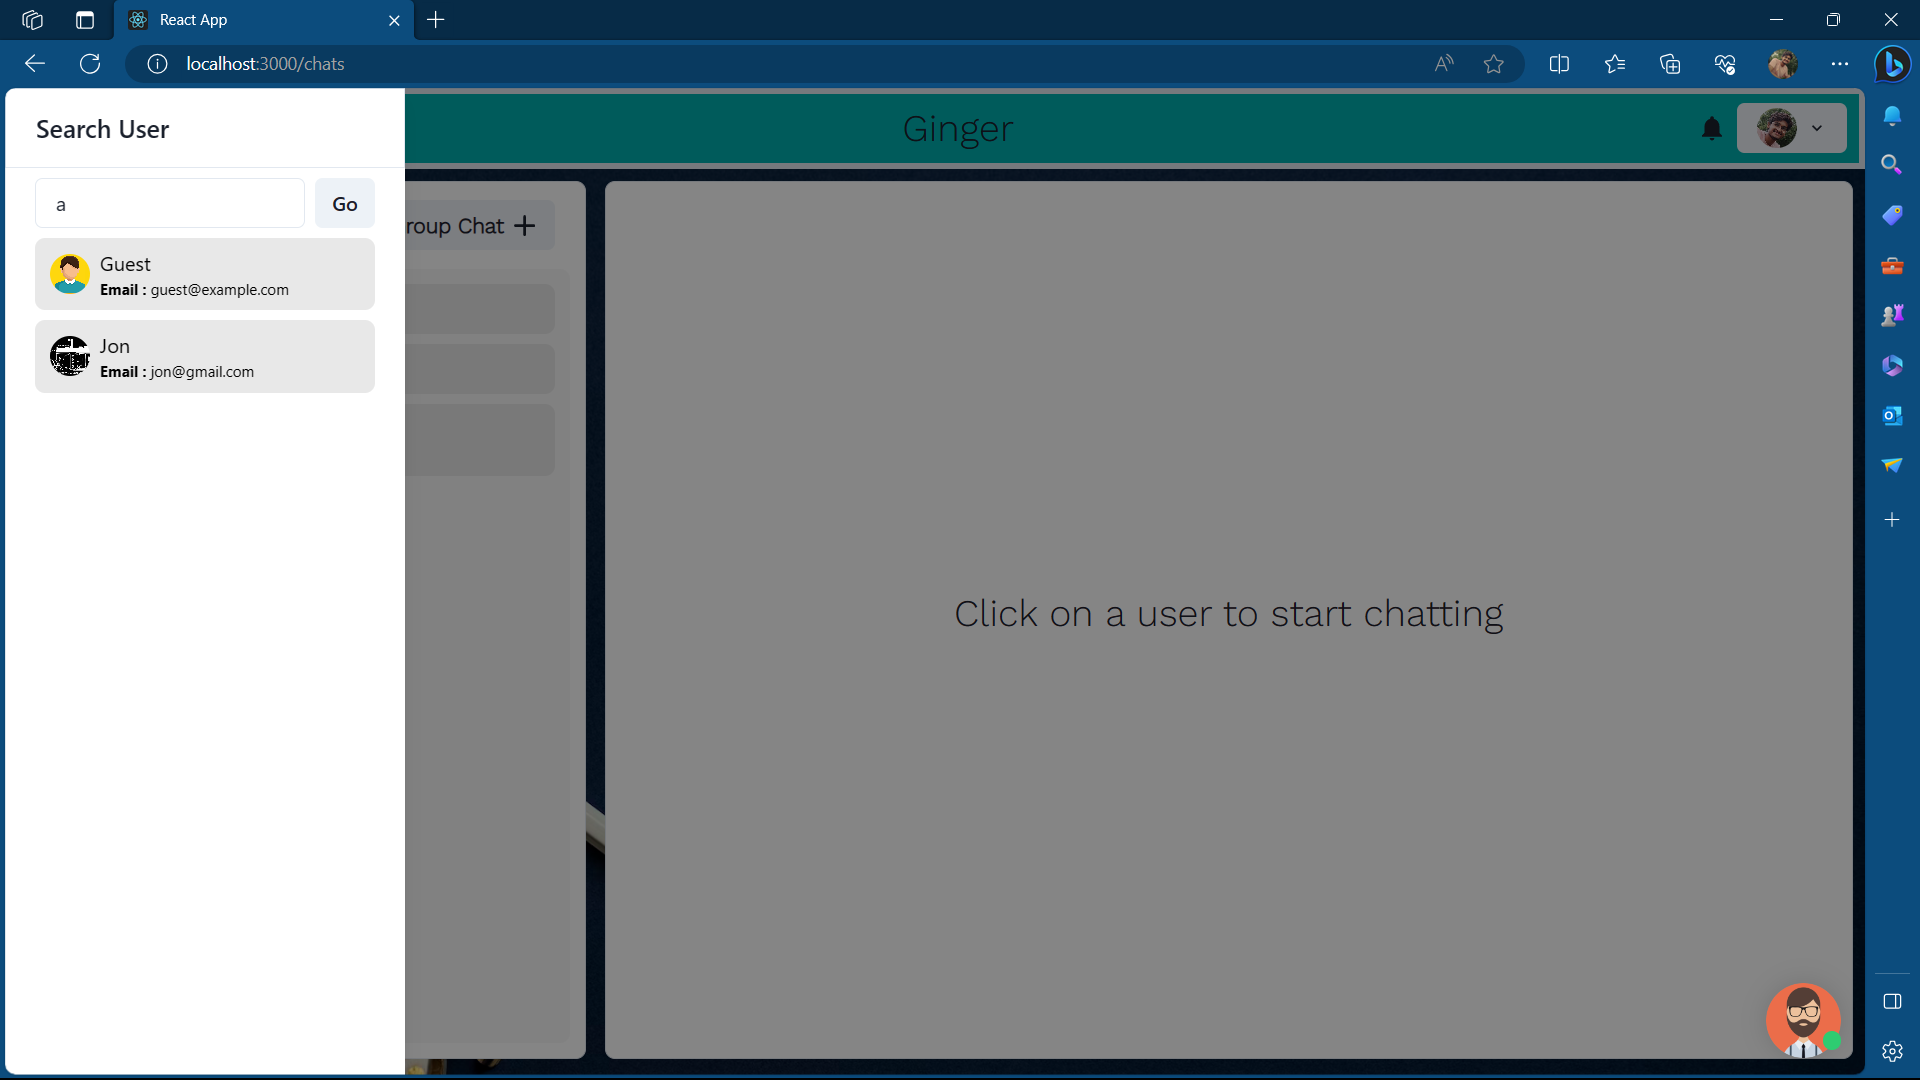 React App
localhost:3000/chats
Search User
Ginger
a
Go
roup Chat
Guest
Email : guest@example.com
Jon
Email : jon@gmail.com
Click on a user to start chatting